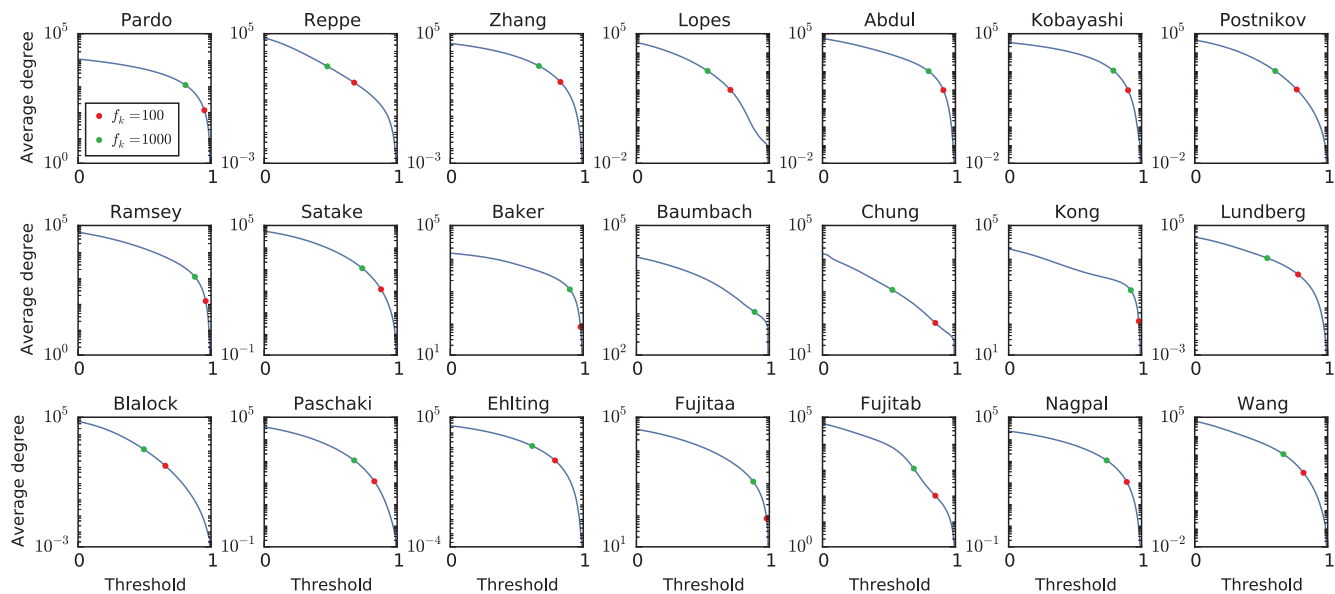 Pardo Reppe Zhang Lopes Abdul Kobayashi Postnikov
10^5 10^5 10^5 10^5 10^5 10^5 10^5
Average degree
f_k =100
f_k =1000
10^0 10^-3 10^-3 10^-2 10^-2 10^-2 10^-2
0 1 0 1 0 1 0 1 0 1 0 1 0 1
Ramsey Satake Baker Baumbach Chung Kong Lundberg
10^5 10^5 10^5 10^5 10^5 10^5 10^5
Average degree
10^0 10^-1 10^1 10^2 10^1 10^1 10^-3
0 1 0 1 0 1 0 1 0 1 0 1 0 1
Blalock Paschaki Ehlting Fujitaa Fujitab Nagpal Wang
10^5 10^5 10^5 10^5 10^5 10^5 10^5
Average degree
10^-3 10^-1 10^-4 10^1 10^0 10^-1 10^-2
0 1 0 1 0 1 0 1 0 1 0 1 0 1
Threshold Threshold Threshold Threshold Threshold Threshold Threshold